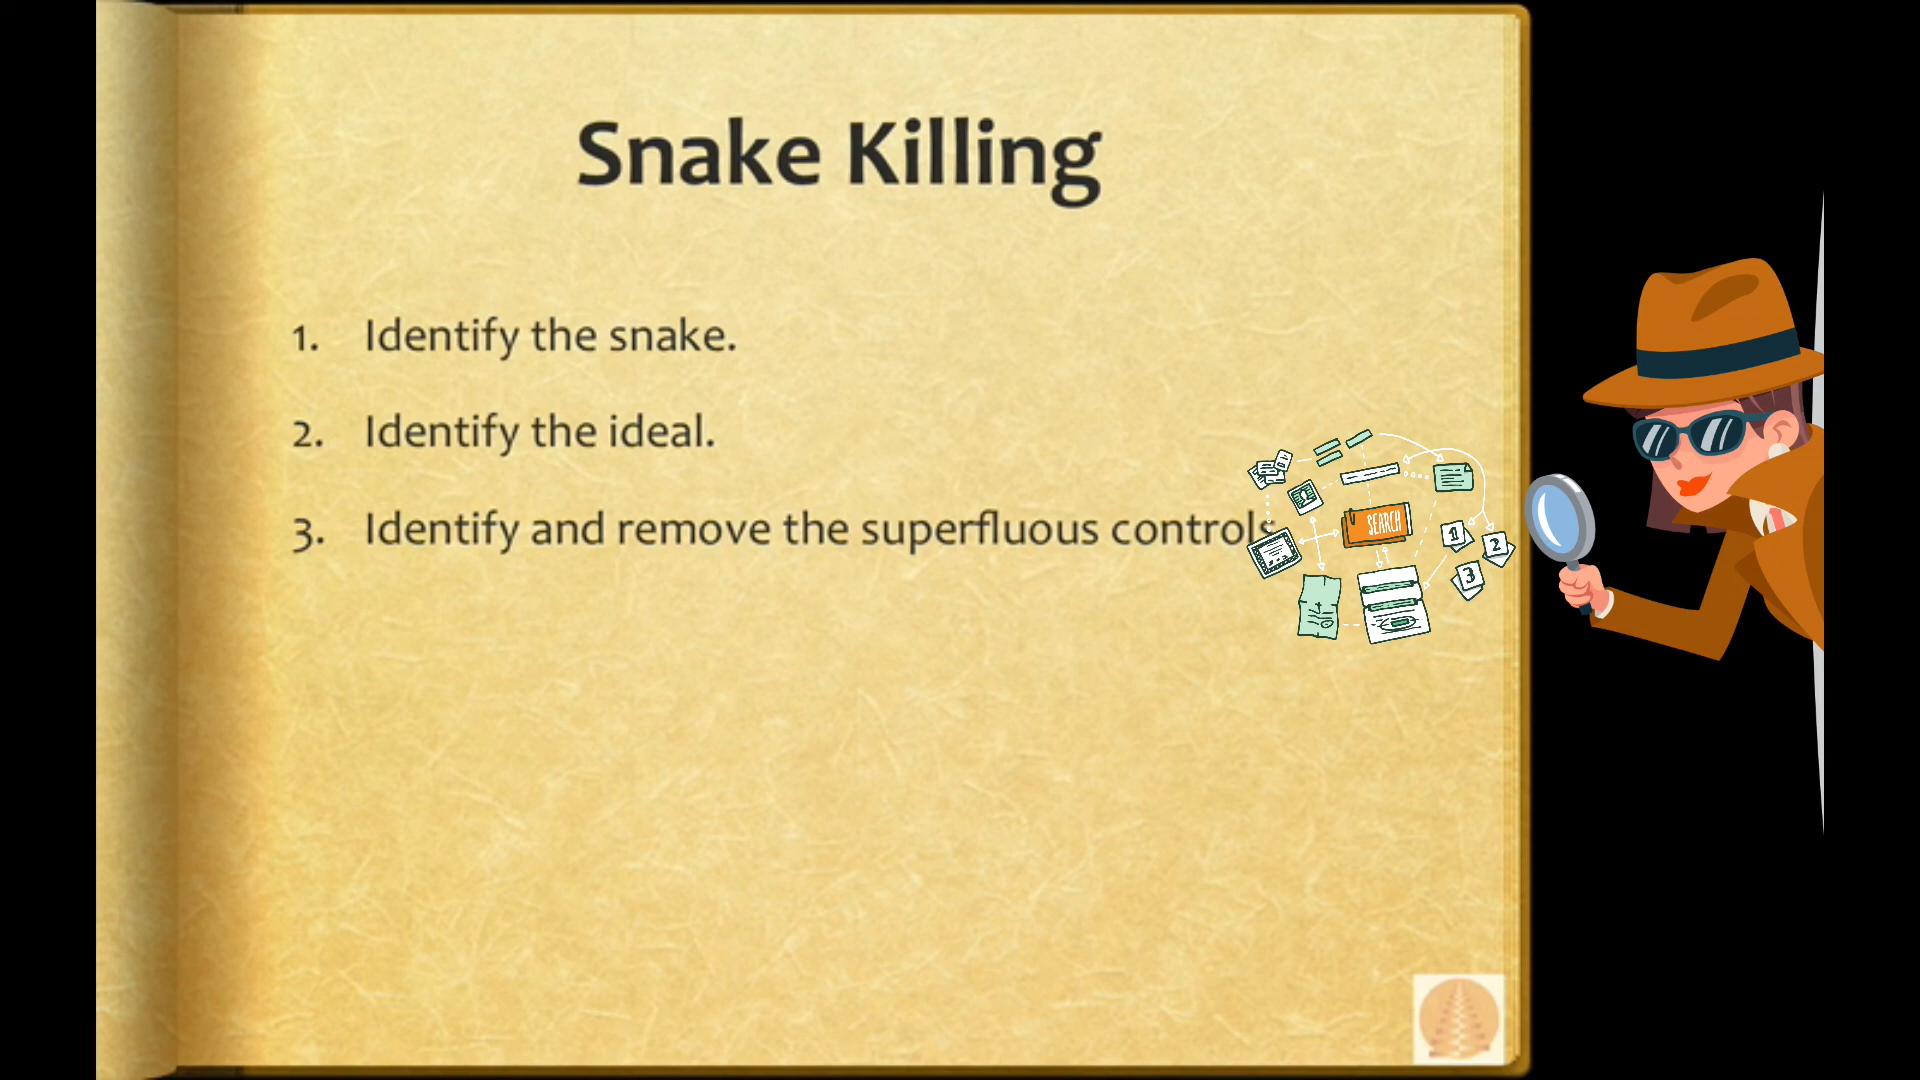 Snake Killing
1. Identify the snake.
2. Identify the ideal.
3. Identify and remove the superfluous controls
SEARCH
1
2
3